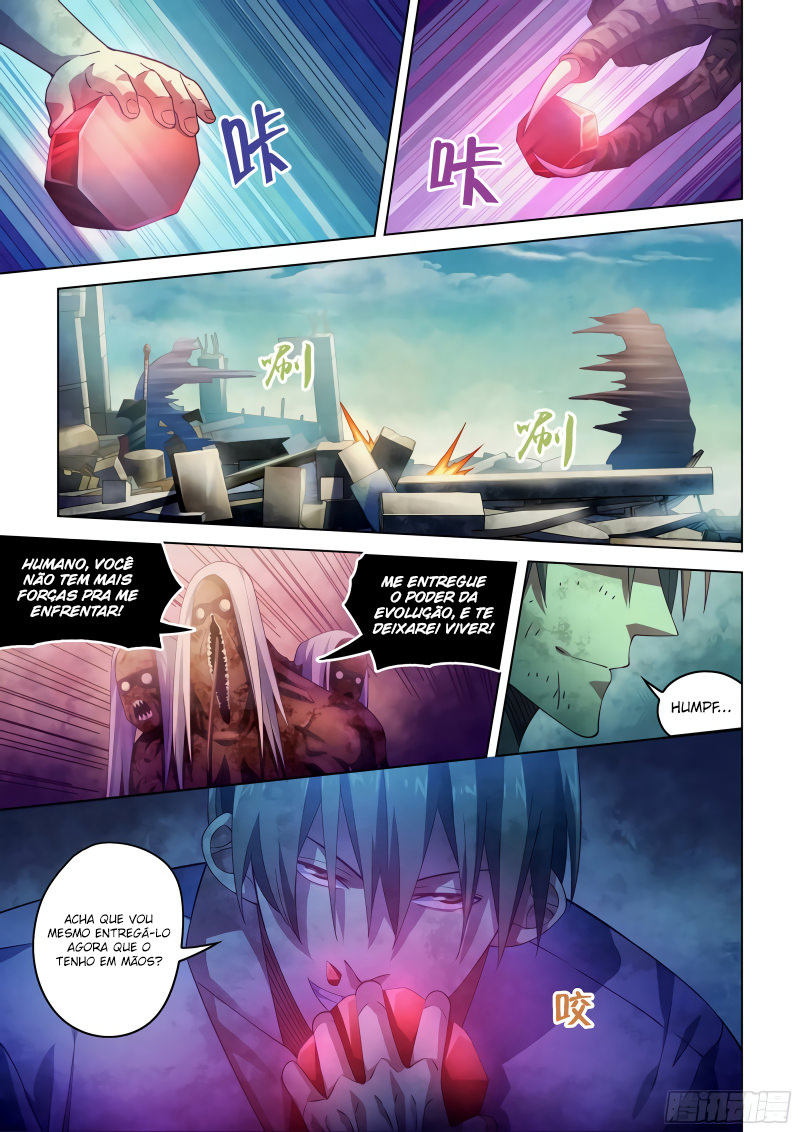 咔
咔
唰
唰
HUMANO, VOCÊ
NÃO TEM MAIS
FORÇAS PRA ME
ENFRENTAR!
ME ENTREGUE
O PODER DA
EVOLUÇÃO, E TE
DEIXAREI VIVER!
HUMPF...
ACHA QUE VOU
MESMO ENTREGÁ-LO
AGORA QUE O
TENHO EM MÃOS?
咬
腾讯动漫